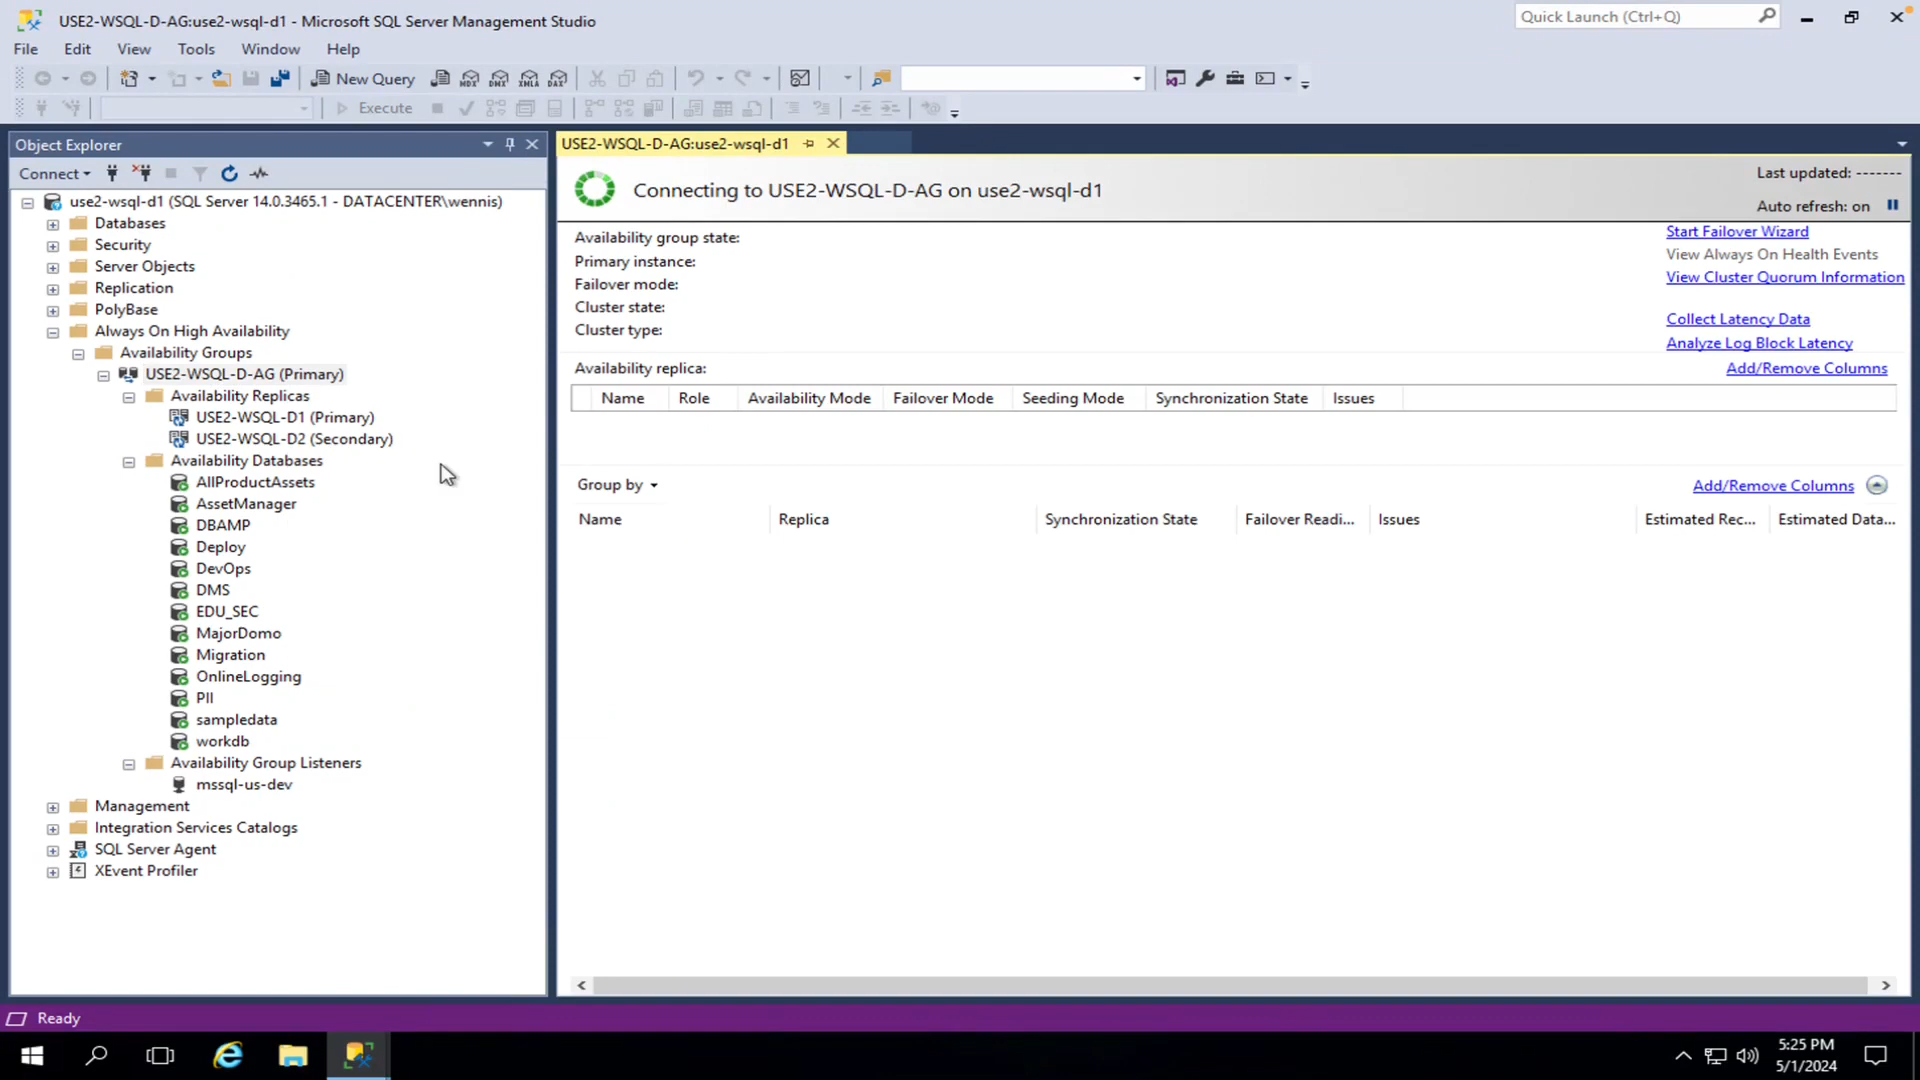 USE2-WSQL-D-AG:use2-wsql-d1 - Microsoft SQL Server Management Studio
Quick Launch (Ctrl+Q)
File Edit View Tools Window Help
New Query
MDX DMX XMLA DAX
Execute
Object Explorer
Connect
use2-wsql-d1 (SQL Server 14.0.3465.1 - DATACENTER\wennis)
Databases
Security
Server Objects
Replication
PolyBase
Always On High Availability
Availability Groups
USE2-WSQL-D-AG (Primary)
Availability Replicas
USE2-WSQL-D1 (Primary)
USE2-WSQL-D2 (Secondary)
Availability Databases
AllProductAssets
AssetManager
DBAMP
Deploy
DevOps
DMS
EDU_SEC
MajorDomo
Migration
OnlineLogging
PII
sampledata
workdb
Availability Group Listeners
mssql-us-dev
Management
Integration Services Catalogs
SQL Server Agent
XEvent Profiler
USE2-WSQL-D-AG:use2-wsql-d1
Connecting to USE2-WSQL-D-AG on use2-wsql-d1
Last updated: -------
Auto refresh: on
Availability group state:
Primary instance:
Failover mode:
Cluster state:
Cluster type:
Start Failover Wizard
View Always On Health Events
View Cluster Quorum Information
Collect Latency Data
Analyze Log Block Latency
Availability replica:
Add/Remove Columns
Name Role Availability Mode Failover Mode Seeding Mode Synchronization State Issues
Group by
Add/Remove Columns
Name Replica Synchronization State Failover Readi... Issues Estimated Rec... Estimated Data...
Ready
5:25 PM
5/1/2024